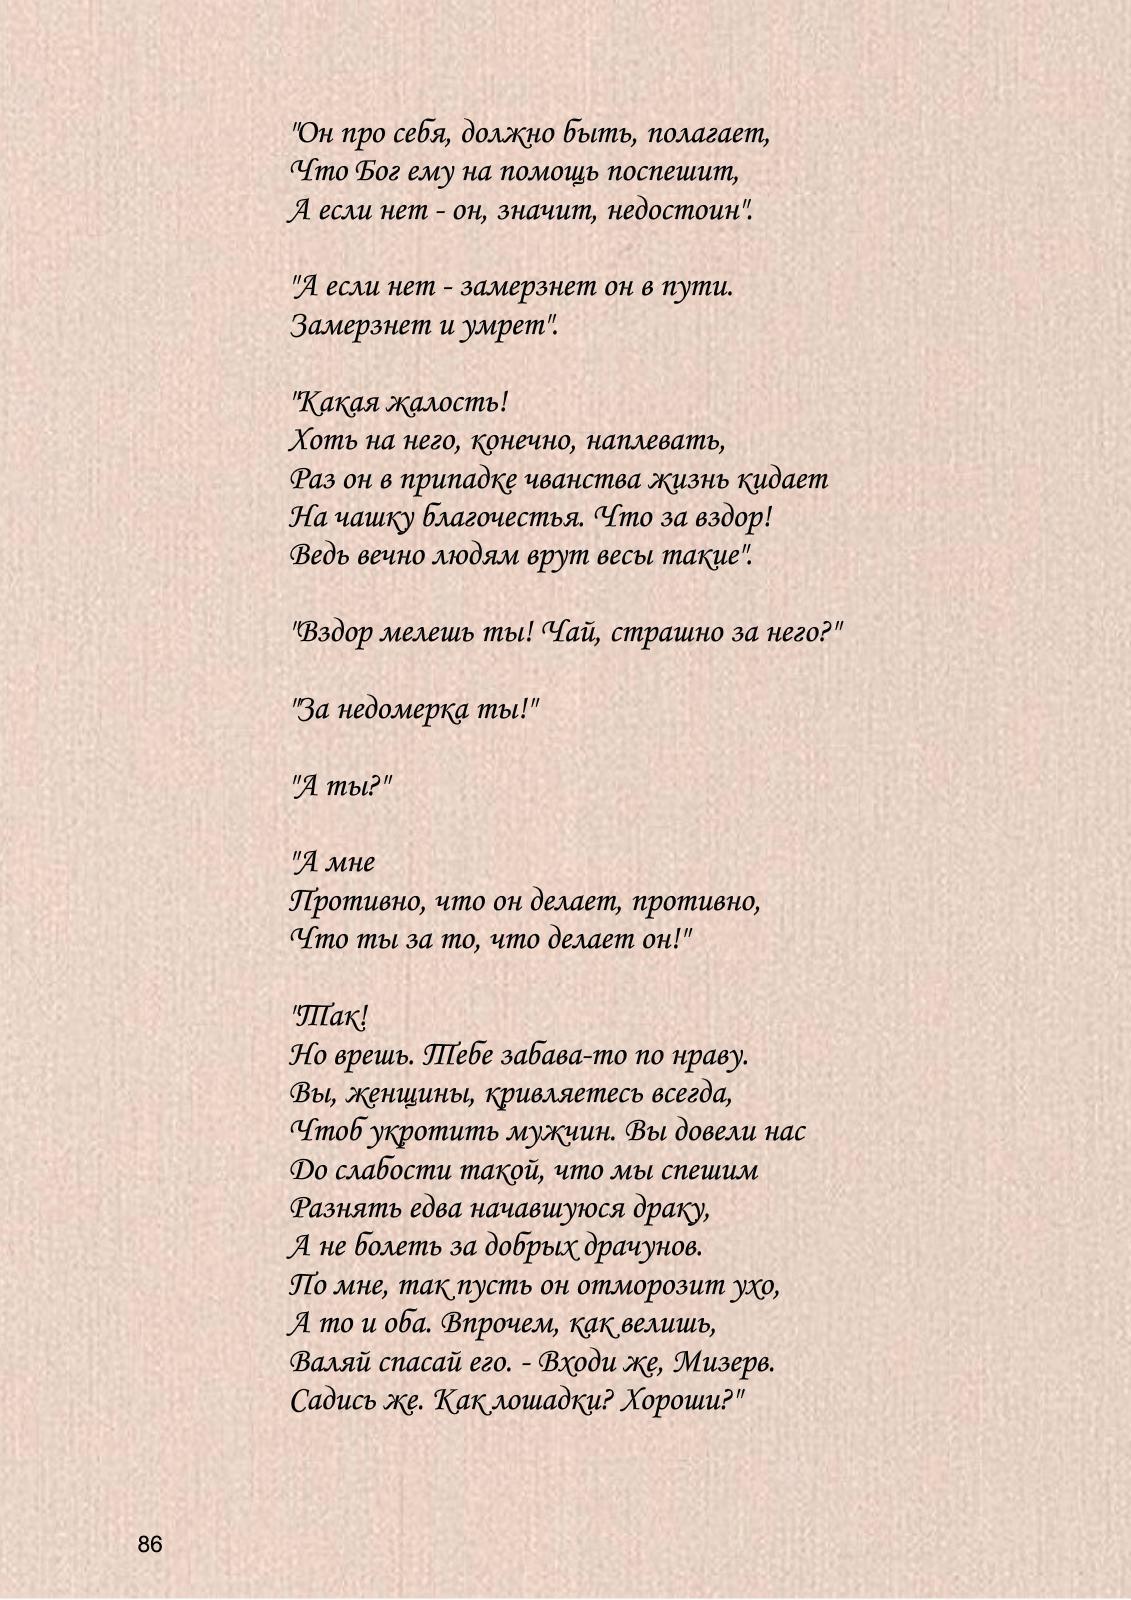 "Он про себя, должно быть, полагает,
Что Бог ему на помощь поспешит,
А если нет - он, значит, недостоин".
"А если нет - замерзнет он в пути.
Замерзнет и умрет".
"Какая жалость!
Хоть на него, конечно, наплевать,
Раз он в припадке чванства жизнь кидает
На чашку благочестья. Что за вздор!
Ведь вечно людям врут весы такие".
"Вздор мелешь ты! Чай, страшно за него?"
"За недомерка ты!"
"А ты?"
"А мне
Противно, что он делает, противно,
Что ты за то, что делает он!"
"Так!
Но врешь. Тебе забава-то по нраву.
Вы, женщины, кривляетесь всегда,
Чтоб укротить мужчин. Вы довели нас
До слабости такой, что мы спешим
Разнять едва начавшуюся драку,
А не болеть за добрых драчунов.
По мне, так пусть он отморозит ухо,
А то и оба. Впрочем, как велишь,
Валяй спасай его. - Входи же, Мизерв.
Садись же. Как лошадки? Хороши?"
86